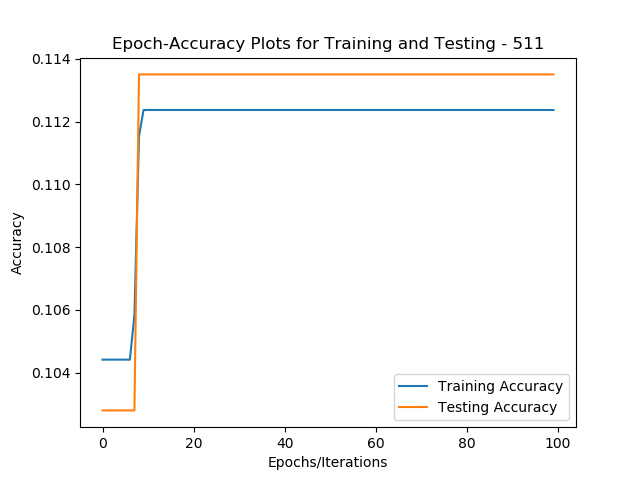 Epoch-Accuracy Plots for Training and Testing - 511
0.114
0.112
0.110
0.108
0.106
0.104
Accuracy
Training Accuracy
Testing Accuracy
0
20
40
60
80
100
Epochs/Iterations